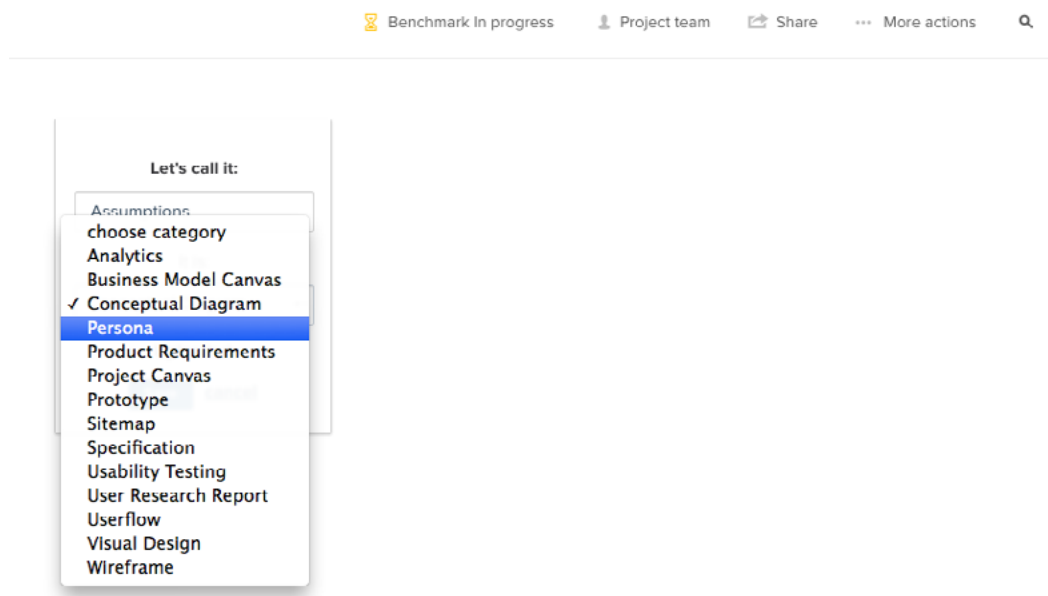 Benchmark In progress Project team Share ••• More actions
Let's call it:
Assumptions
choose category
Analytics
Business Model Canvas
✓ Conceptual Diagram
Persona
Product Requirements
Project Canvas
Prototype
Sitemap
Specification
Usability Testing
User Research Report
Userflow
Visual Design
Wireframe